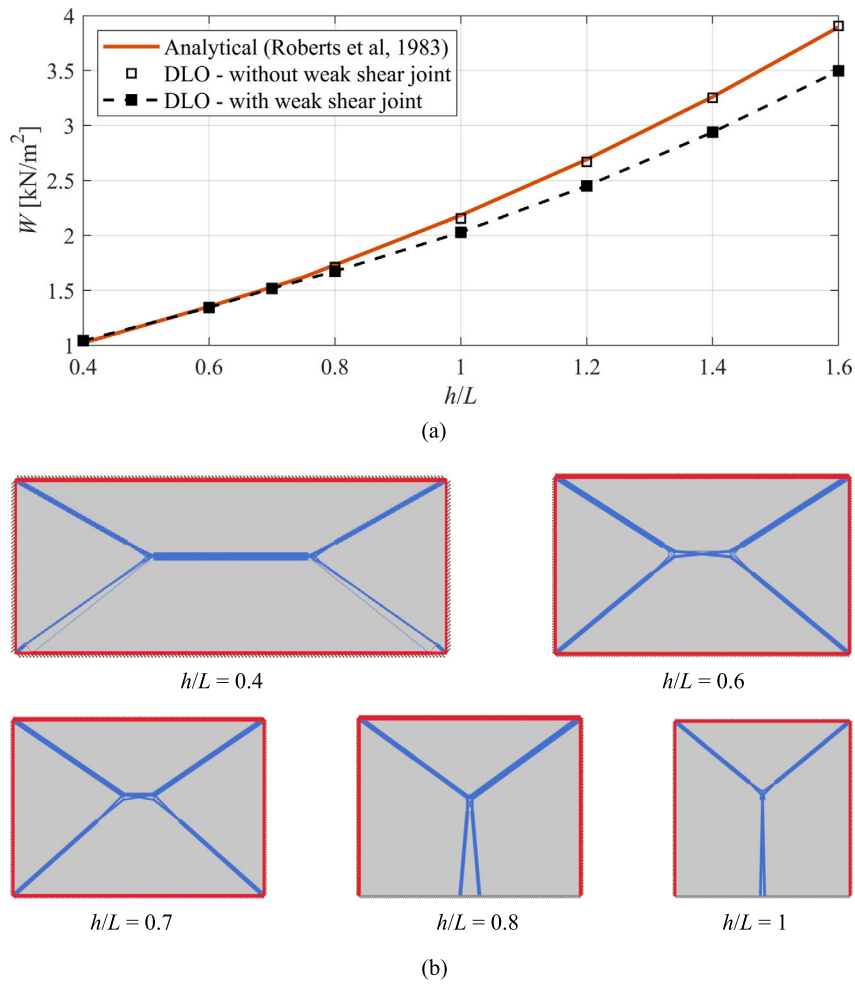 4
3.5
3
2.5
2
1.5
1
W [kN/m²]
Analytical (Roberts et al, 1983)
DLO - without weak shear joint
DLO - with weak shear joint
0.4 0.6 0.8 1 1.2 1.4 1.6
h/L
(a)
h/L = 0.4 h/L = 0.6
h/L = 0.7 h/L = 0.8 h/L = 1
(b)